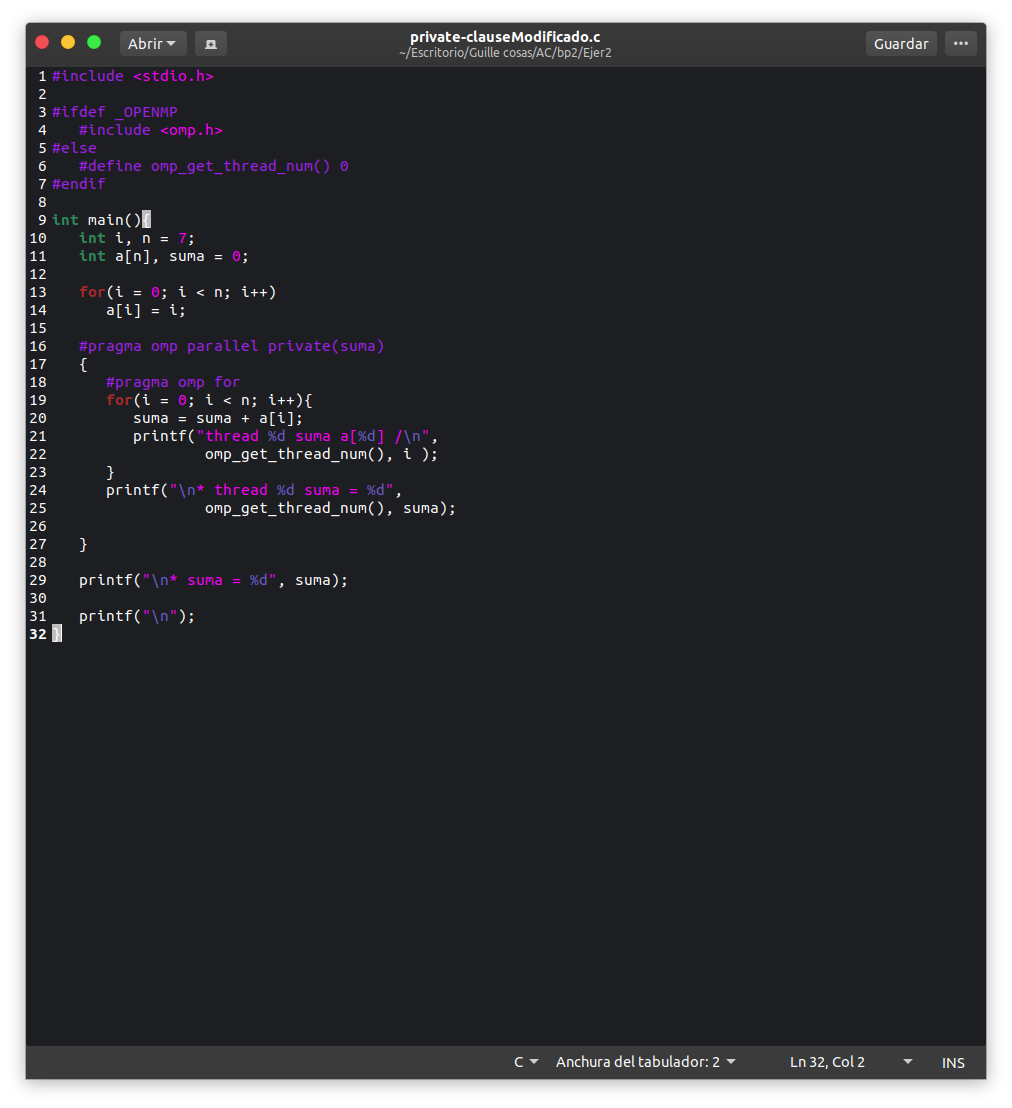 Abrir
private-clauseModificado.c
~/Escritorio/Guille cosas/AC/bp2/Ejer2
Guardar
1 #include <stdio.h>
2
3 #ifdef _OPENMP
4    #include <omp.h>
5 #else
6    #define omp_get_thread_num() 0
7 #endif
8
9 int main(){
10    int i, n = 7;
11    int a[n], suma = 0;
12
13    for(i = 0; i < n; i++)
14       a[i] = i;
15
16    #pragma omp parallel private(suma)
17    {
18       #pragma omp for
19       for(i = 0; i < n; i++){
20          suma = suma + a[i];
21          printf("thread %d suma a[%d] /\n",
22                  omp_get_thread_num(), i );
23       }
24       printf("\n* thread %d suma = %d",
25                  omp_get_thread_num(), suma);
26
27    }
28
29    printf("\n* suma = %d", suma);
30
31    printf("\n");
32 }
C Anchura del tabulador: 2 Ln 32, Col 2 INS